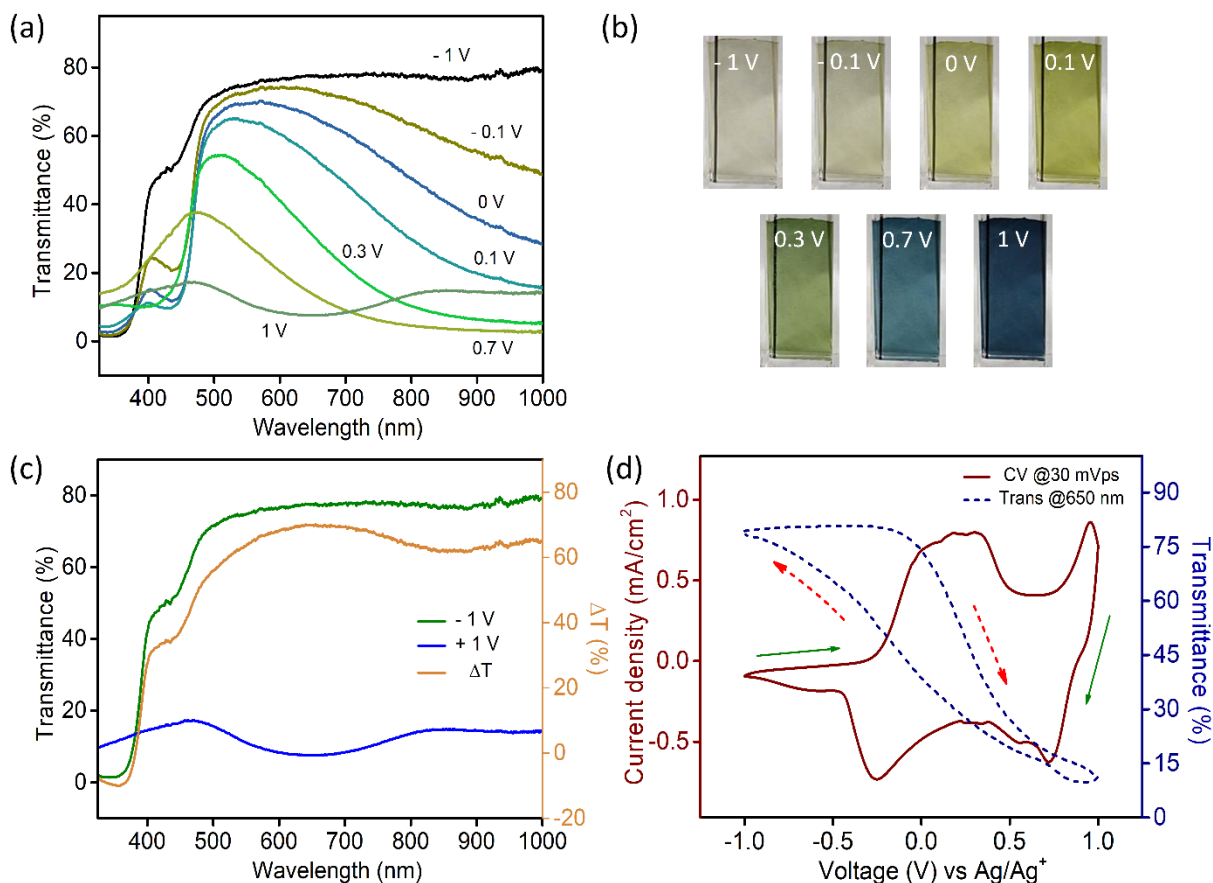 (a)
- 1 V
- 0.1 V
0 V
0.1 V
0.3 V
1 V
0.7 V
80
60
40
20
0
Transmittance (%)
400 500 600 700 800 900 1000
Wavelength (nm)
(b)
- 1 V
- 0.1 V
0 V
0.1 V
0.3 V
0.7 V
1 V
(c)
80
60
40
20
0
Transmittance (%)
- 1 V
+ 1 V
ΔT
80
60
40
20
0
-20
ΔT (%)
400 500 600 700 800 900 1000
Wavelength (nm)
(d)
CV @30 mVps
Trans @650 nm
1.0
0.5
0.0
-0.5
Current density (mA/cm²)
90
75
60
45
30
15
0
Transmittance (%)
-1.0 -0.5 0.0 0.5 1.0
Voltage (V) vs Ag/Ag⁺